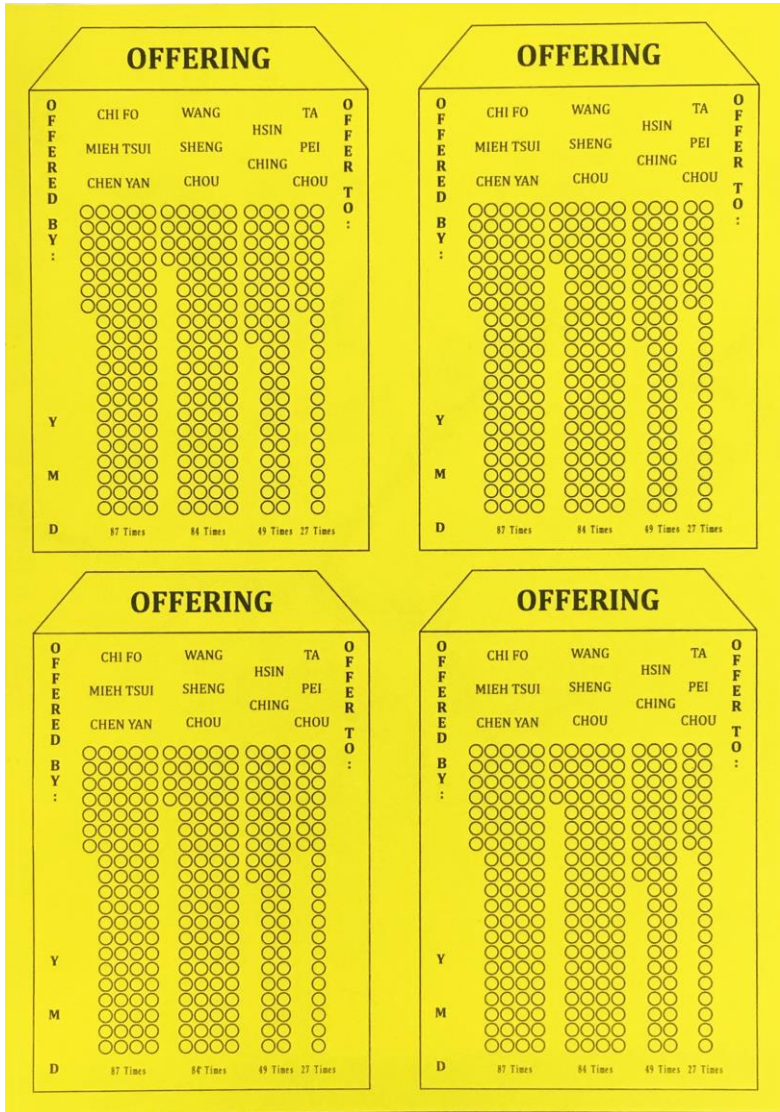 OFFERING
OFFERED BY:
CHI FO
MIEH TSUI
CHEN YAN
WANG
SHENG
CHOU
HSIN
CHING
TA
PEI
CHOU
OFFER TO:
Y
M
D
87 Times
84 Times
49 Times
27 Times
OFFERING
OFFERED BY:
CHI FO
MIEH TSUI
CHEN YAN
WANG
SHENG
CHOU
HSIN
CHING
TA
PEI
CHOU
OFFER TO:
Y
M
D
87 Times
84 Times
49 Times
27 Times
OFFERING
OFFERED BY:
CHI FO
MIEH TSUI
CHEN YAN
WANG
SHENG
CHOU
HSIN
CHING
TA
PEI
CHOU
OFFER TO:
Y
M
D
87 Times
84 Times
49 Times
27 Times
OFFERING
OFFERED BY:
CHI FO
MIEH TSUI
CHEN YAN
WANG
SHENG
CHOU
HSIN
CHING
TA
PEI
CHOU
OFFER TO:
Y
M
D
87 Times
84 Times
49 Times
27 Times